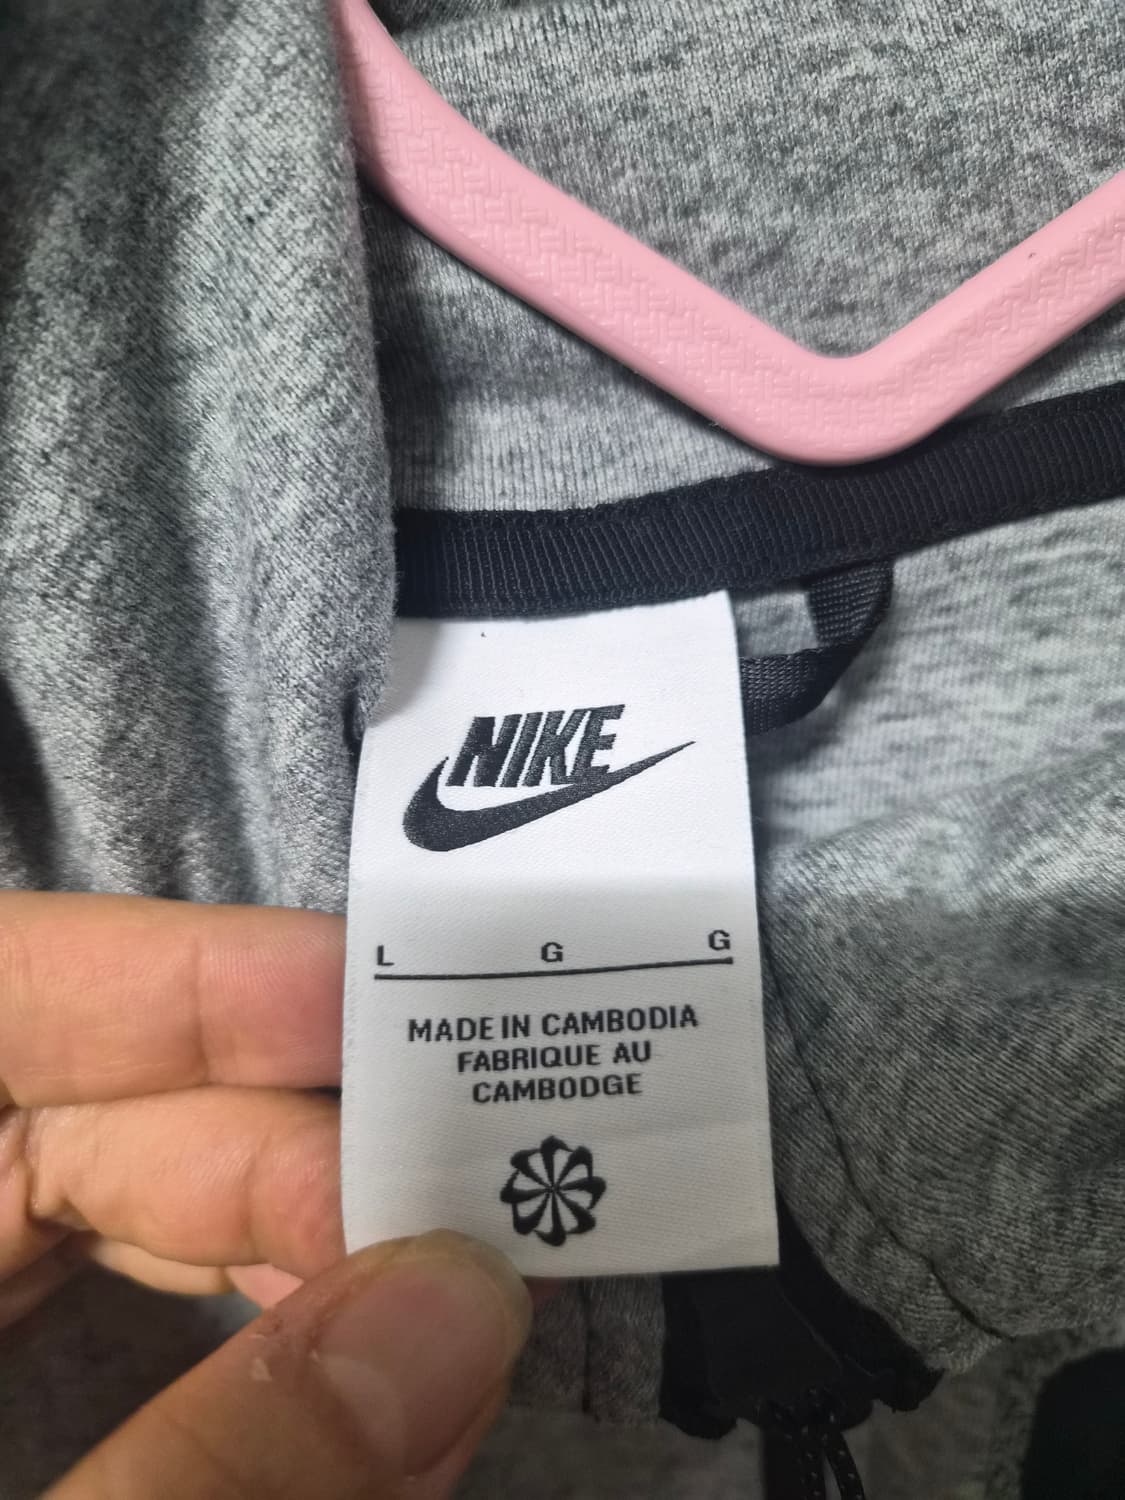 NIKE
L G G
MADE IN CAMBODIA
FABRIQUE AU
CAMBODGE